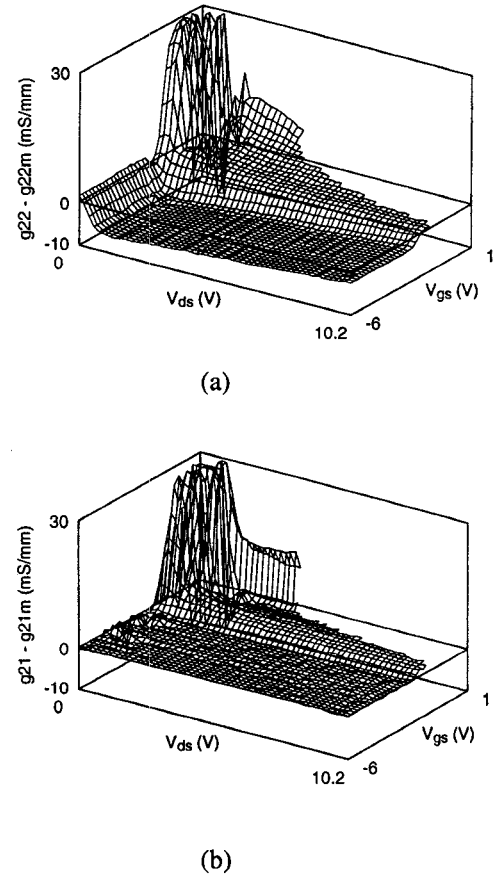 30
g22 - g22m (mS/mm)
0
-10
0
Vds (V)
10.2
-6
Vgs (V)
1
(a)
30
g21 - g21m (mS/mm)
0
-10
0
Vds (V)
10.2
-6
Vgs (V)
1
(b)